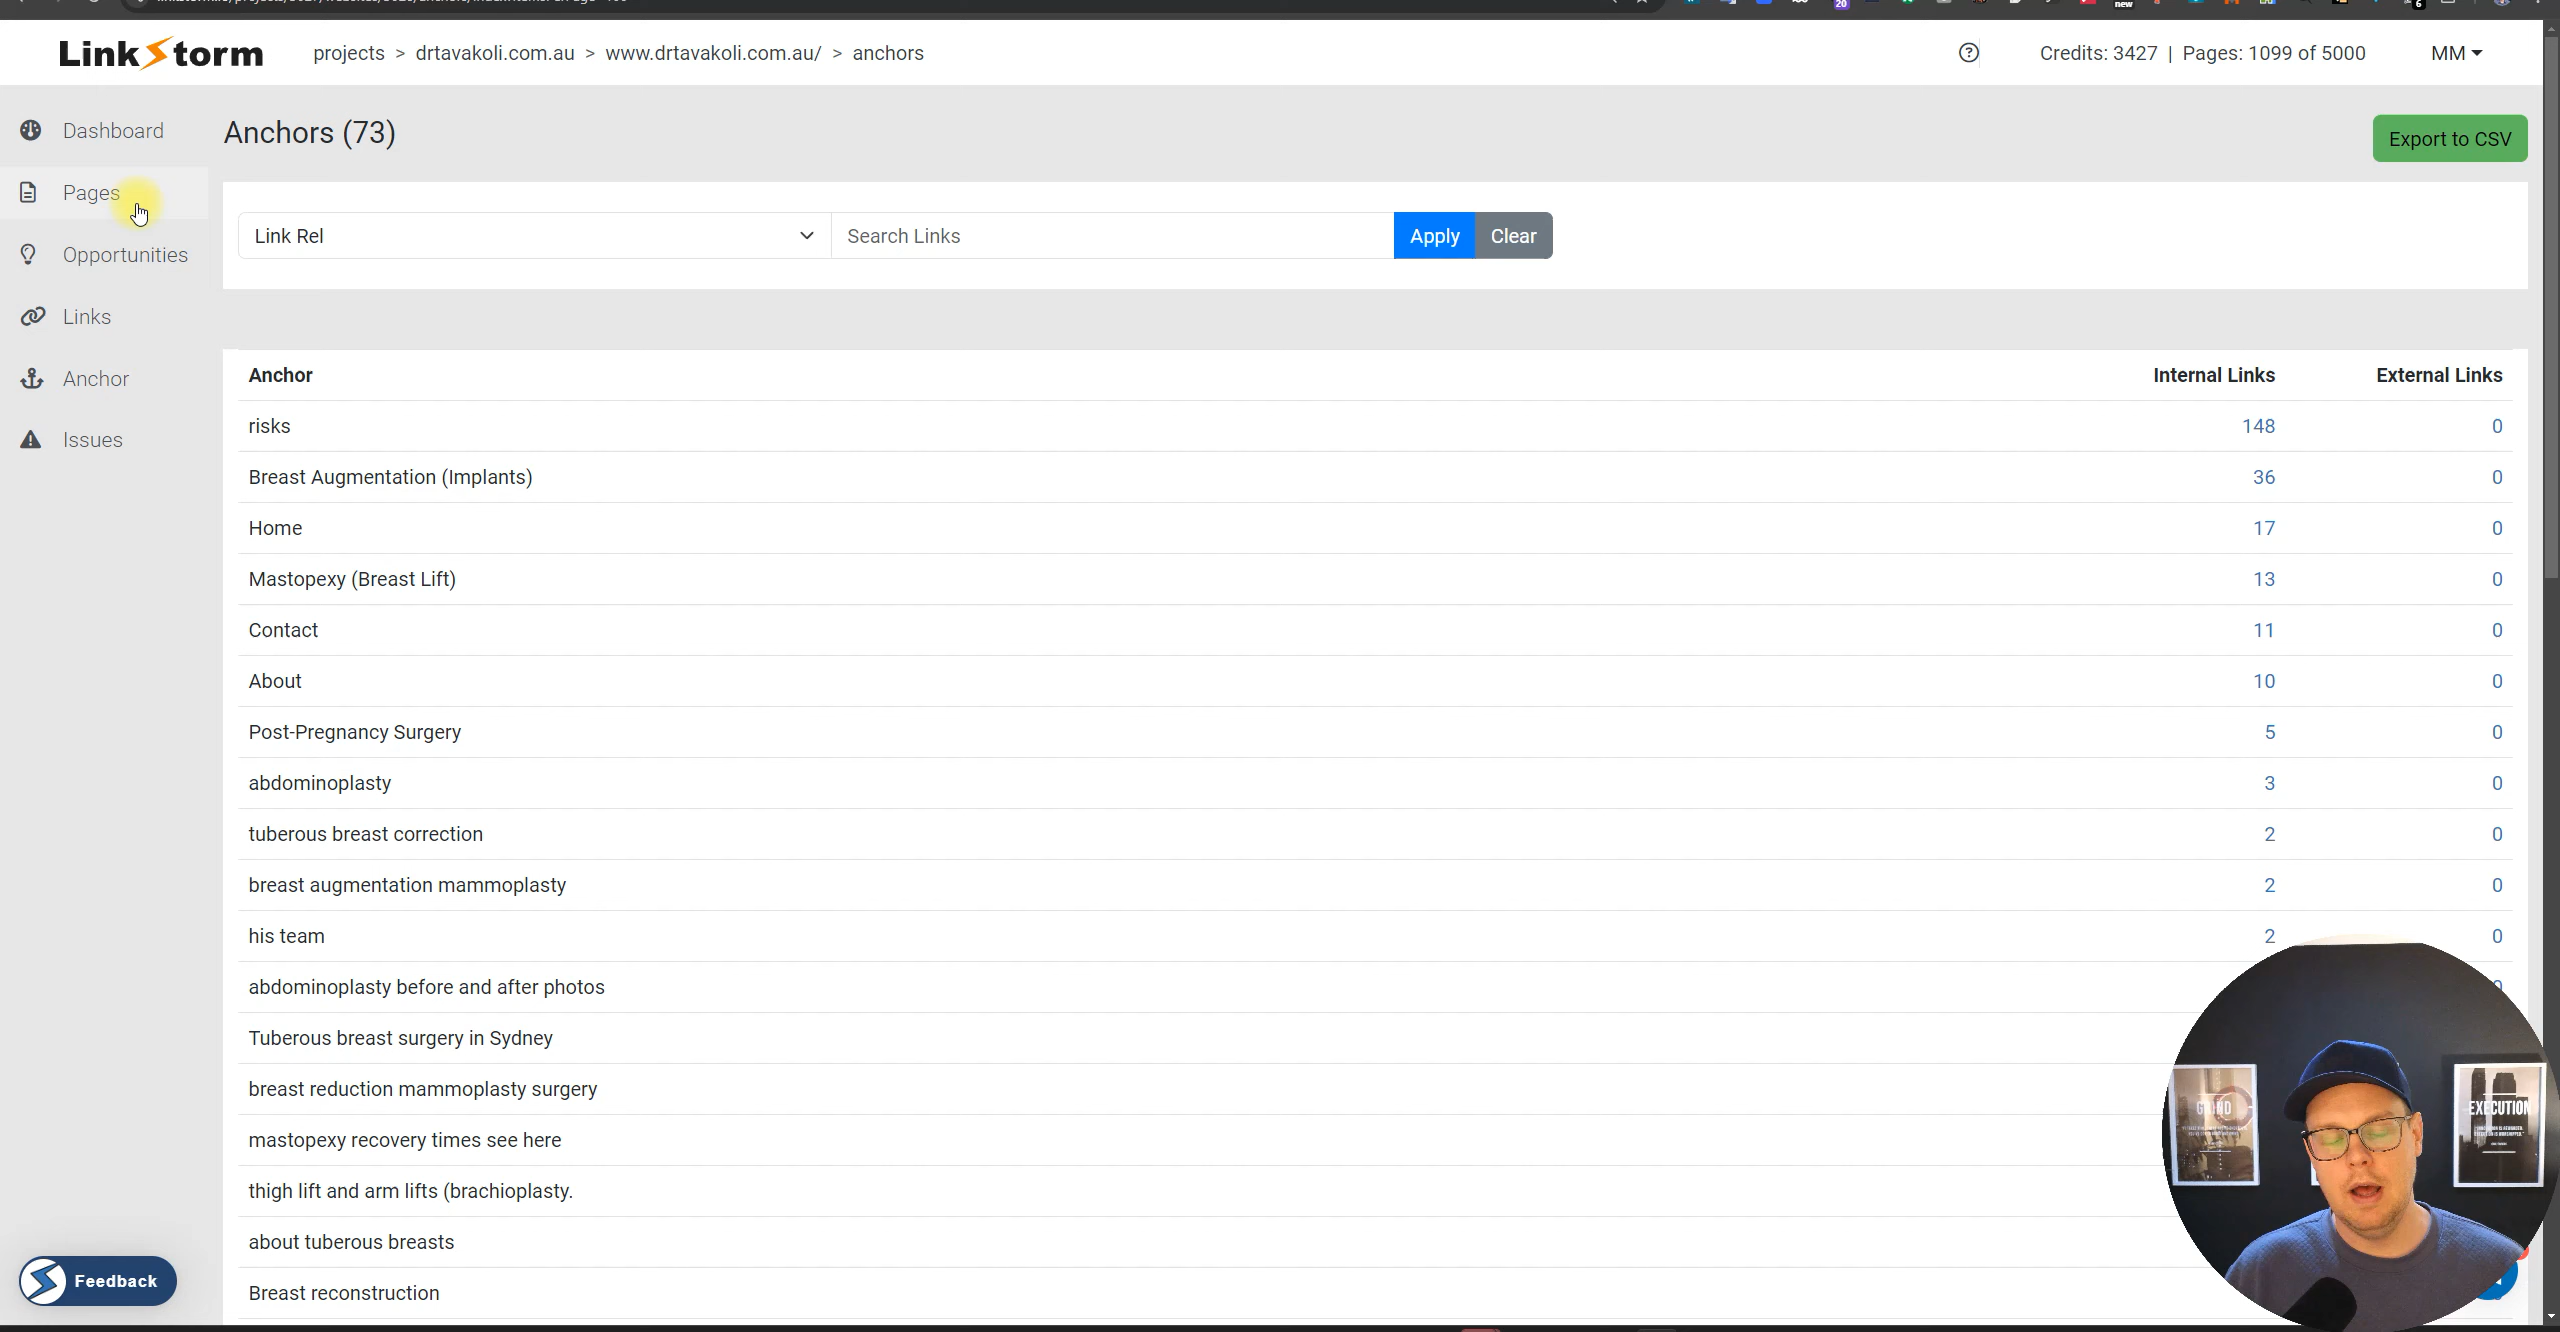 LinkStorm
projects > drtavakoli.com.au > www.drtavakoli.com.au/ > anchors
Credits: 3427 | Pages: 1099 of 5000
MM
Dashboard
Pages
Opportunities
Links
Anchor
Issues
Anchors (73)
Export to CSV
Link Rel
Search Links
Apply
Clear
Anchor Internal Links External Links
risks 148 0
Breast Augmentation (Implants) 36 0
Home 17 0
Mastopexy (Breast Lift) 13 0
Contact 11 0
About 10 0
Post-Pregnancy Surgery 5 0
abdominoplasty 3 0
tuberous breast correction 2 0
breast augmentation mammoplasty 2 0
his team 2 0
abdominoplasty before and after photos
Tuberous breast surgery in Sydney
breast reduction mammoplasty surgery
mastopexy recovery times see here
thigh lift and arm lifts (brachioplasty.
about tuberous breasts
Breast reconstruction
Feedback
20
new
6
EXECUTION